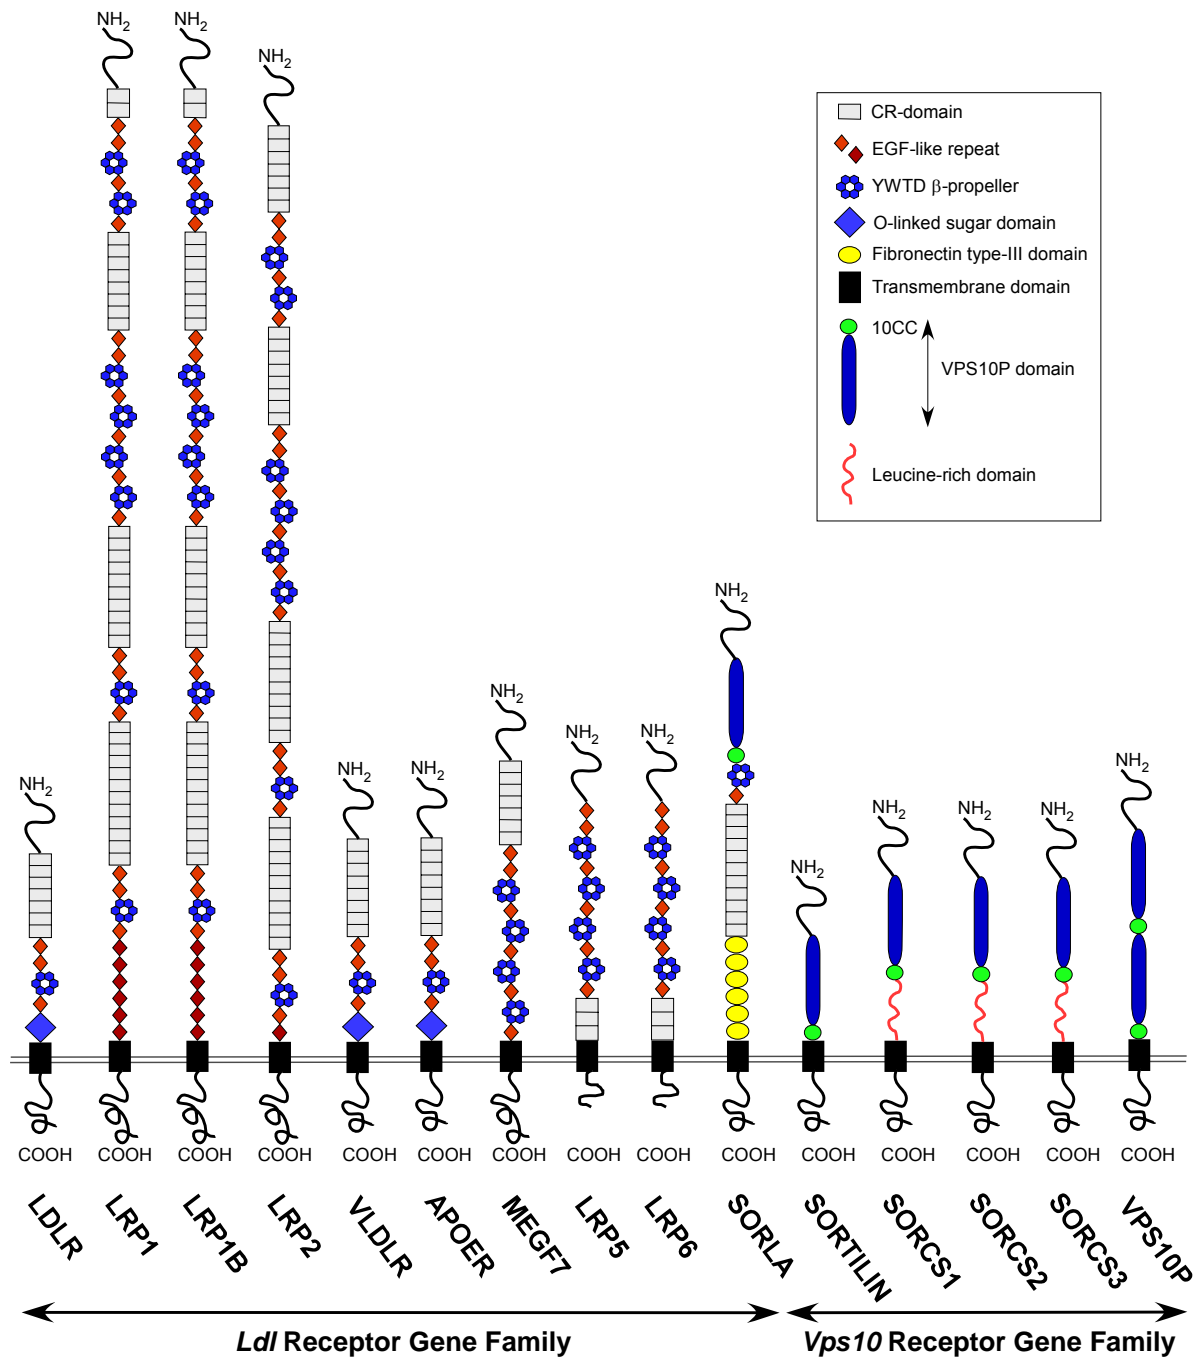 NH2
NH2
NH2
CR-domain
EGF-like repeat
YWTD β-propeller
O-linked sugar domain
Fibronectin type-III domain
Transmembrane domain
10CC
VPS10P domain
Leucine-rich domain
NH2
NH2
NH2
NH2
NH2
NH2
NH2
NH2
NH2
NH2
NH2
NH2
COOH COOH COOH COOH COOH COOH COOH COOH COOH COOH COOH COOH COOH COOH COOH
LDLR
LRP1
LRP1B
LRP2
VLDLR
APOER
MEGF7
LRP5
LRP6
SORLA
SORTILIN
SORCS1
SORCS2
SORCS3
VPS10P
Ldl Receptor Gene Family
Vps10 Receptor Gene Family